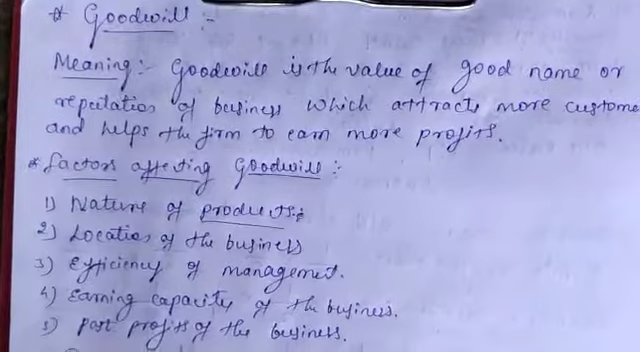 * Goodwill :-
Meaning :- Goodwill is the value of good name or
reputation of business which attracts more custome
and helps the firm to earn more profits.
* Factors affecting Goodwill :-
1) Nature of products:
2) Location of the business
3) Efficiency of management.
4) Earning capacity of the business.
5) Past profits of the business.